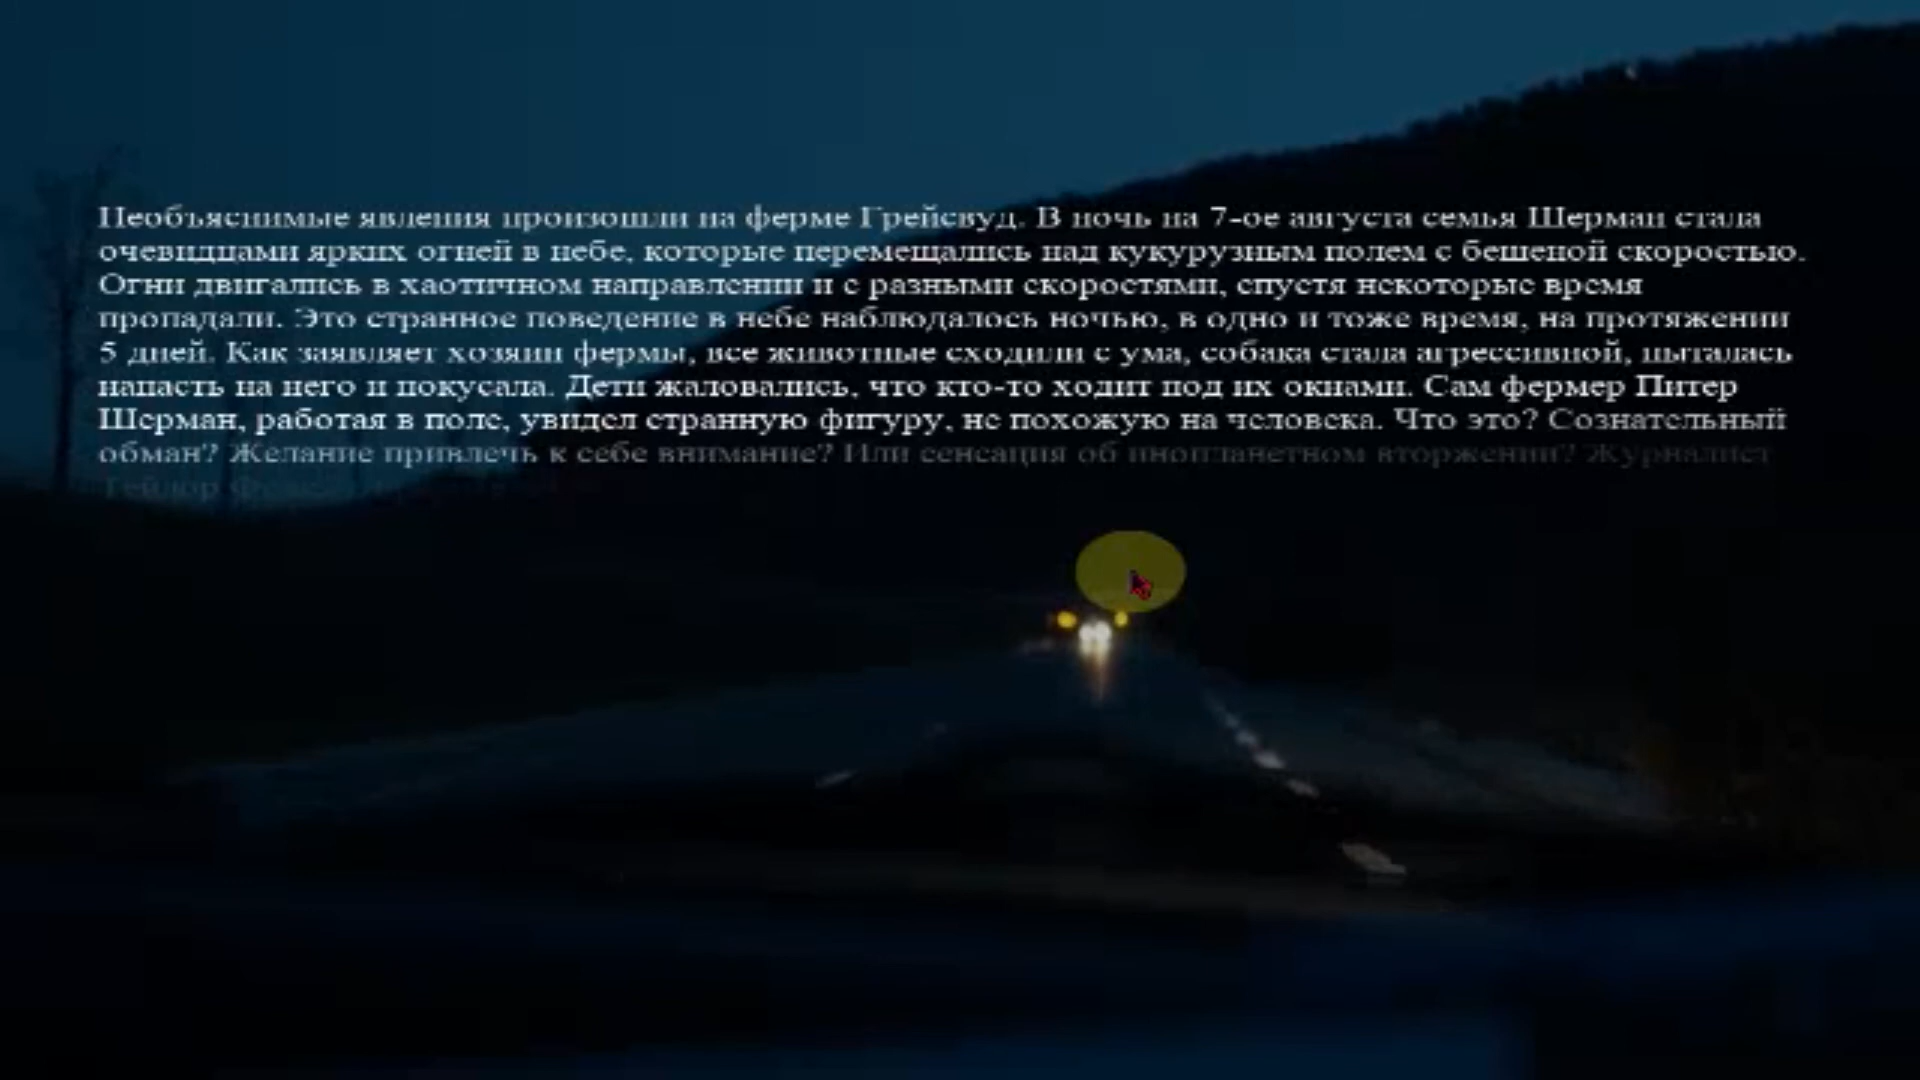 Необъяснимые явления произошли на ферме Грейсвуд. В ночь на 7-ое августа семья Шерман стала
очевидцами ярких огней в небе, которые перемещались над кукурузным полем с бешеной скоростью.
Огни двигались в хаотичном направлении и с разными скоростями, спустя некоторые время
пропадали. Это странное поведение в небе наблюдалось ночью, в одно и тоже время, на протяжении
5 дней. Как заявляет хозяин фермы, все животные сходили с ума, собака стала агрессивной, пыталась
напасть на него и покусала. Дети жаловались, что кто-то ходит под их окнами. Сам фермер Питер
Шерман, работая в поле, увидел странную фигуру, не похожую на человека. Что это? Сознательный
обман? Желание привлечь к себе внимание? Или сенсация об инопланетном вторжении? Журналист
Тейлор